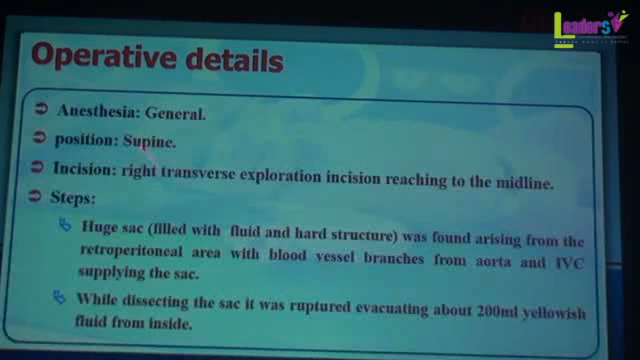 Leaders
Operative details
Anesthesia: General.
position: Supine.
Incision: right transverse exploration incision reaching to the midline.
Steps:
Huge sac (filled with fluid and hard structure) was found arising from the
retroperitoneal area with blood vessel branches from aorta and IVC
supplying the sac.
While dissecting the sac it was ruptured evacuating about 200ml yellowish
fluid from inside.